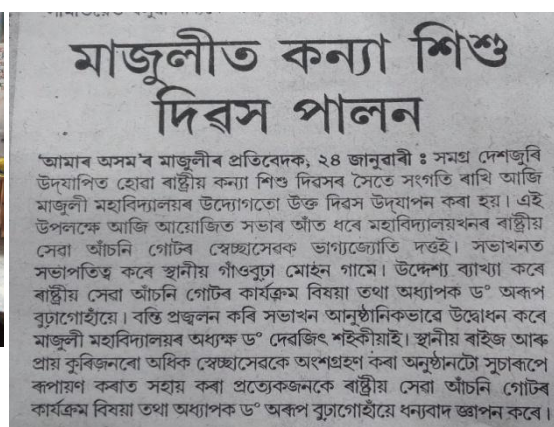 মাজুলীত কন্যা শিশু
দিৱস পালন
'আমাৰ অসম'ৰ মাজুলীৰ প্ৰতিবেদক, ২৪ জানুৱাৰী : সমগ্ৰ দেশজুৰি
উদ্‌যাপিত হোৱা ৰাষ্ট্ৰীয় কন্যা শিশু দিৱসৰ সৈতে সংগতি ৰাখি আজি
মাজুলী মহাবিদ্যালয়ৰ উদ্যোগতো উক্ত দিৱস উদ্‌যাপন কৰা হয়। এই
উপলক্ষে আজি আয়োজিত সভাৰ আঁত ধৰে মহাবিদ্যালয়খনৰ ৰাষ্ট্ৰীয়
সেৱা আঁচনি গোটৰ স্বেচ্ছাসেৱক ভাগ্যজ্যোতি দত্তই। সভাখনত
সভাপতিত্ব কৰে স্থানীয় গাঁওবুঢ়া মোহন গামে। উদ্দেশ্য ব্যাখ্যা কৰে
ৰাষ্ট্ৰীয় সেৱা আঁচনি গোটৰ কাৰ্যক্ৰম বিষয়া তথা অধ্যাপক ড° অৰূপ
বুঢ়াগোহাঁয়ে। বন্তি প্ৰজ্বলন কৰি সভাখন আনুষ্ঠানিকভাৱে উদ্বোধন কৰে
মাজুলী মহাবিদ্যালয়ৰ অধ্যক্ষ ড° দেৱজিৎ শইকীয়াই। স্থানীয় ৰাইজ আৰু
প্ৰায় কুৰিজনৰো অধিক স্বেচ্ছাসেৱকে অংশগ্ৰহণ কৰা অনুষ্ঠানটো সুচাৰুৰূপে
ৰূপায়ণ কৰাত সহায় কৰা প্ৰত্যেকজনকে ৰাষ্ট্ৰীয় সেৱা আঁচনি গোটৰ
কাৰ্যক্ৰম বিষয়া তথা অধ্যাপক ড° অৰূপ বুঢ়াগোহাঁয়ে ধন্যবাদ জ্ঞাপন কৰে।